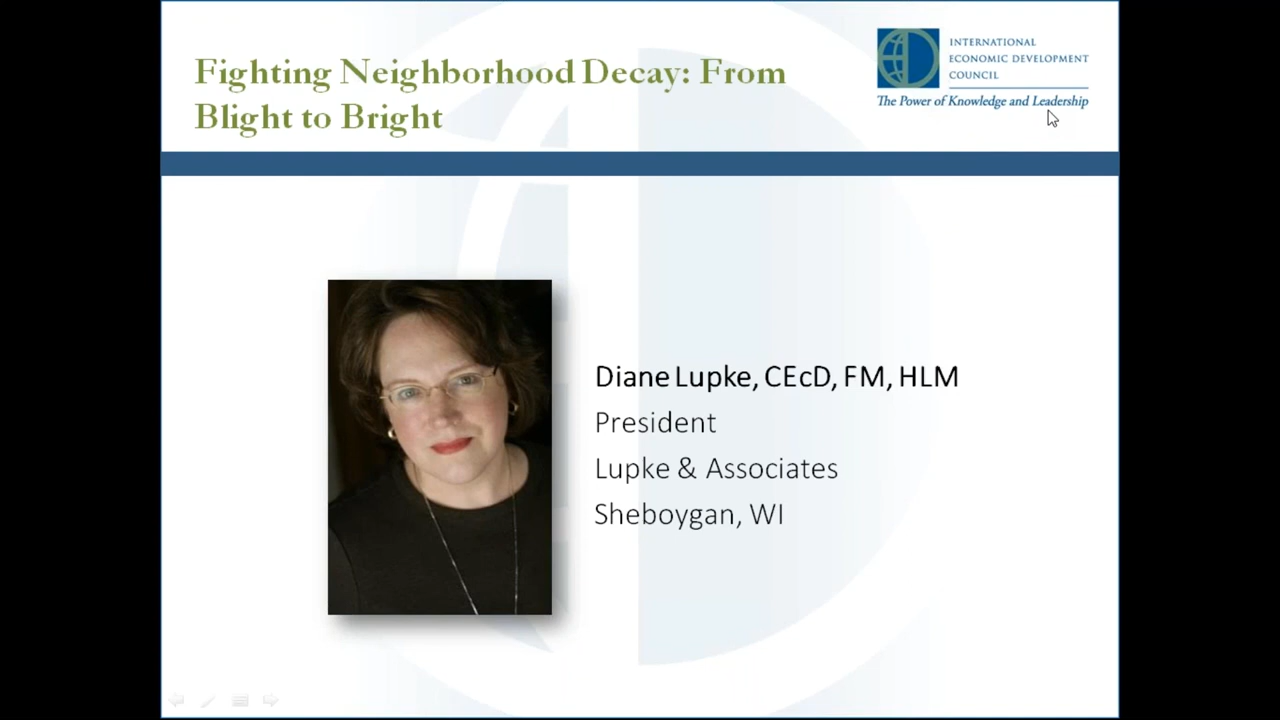 Fighting Neighborhood Decay: From
Blight to Bright
INTERNATIONAL
ECONOMIC DEVELOPMENT
COUNCIL
The Power of Knowledge and Leadership
Diane Lupke, CEcD, FM, HLM
President
Lupke & Associates
Sheboygan, WI